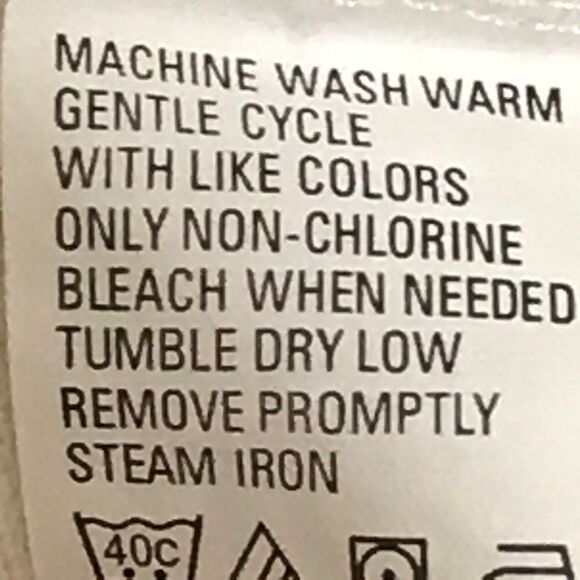 MACHINE WASH WARM
GENTLE CYCLE
WITH LIKE COLORS
ONLY NON-CHLORINE
BLEACH WHEN NEEDED
TUMBLE DRY LOW
REMOVE PROMPTLY
STEAM IRON
40C